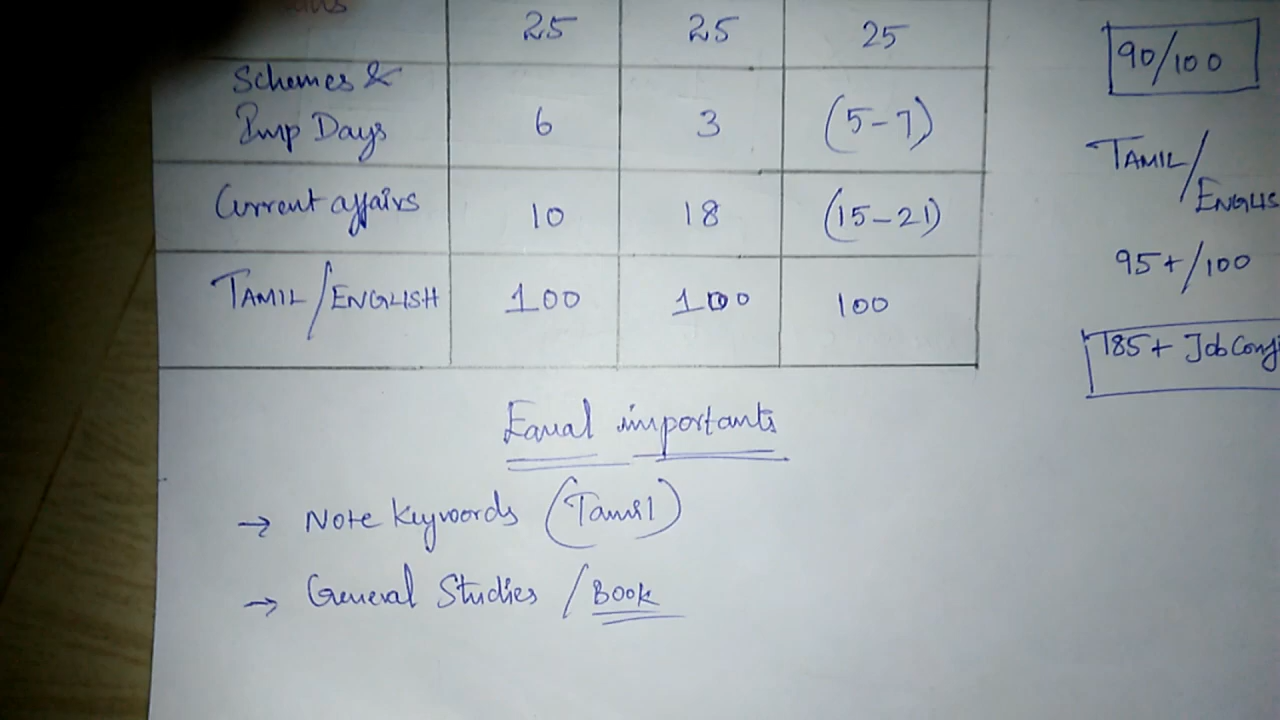 25 25 25
Schemes &
Imp Days 6 3 (5-7)
Current affairs 10 18 (15-21)
TAMIL/ENGLISH 100 100 100
Equal importants
→ Note Keywords (Tamil)
→ General Studies / Book
90/100
TAMIL/
ENGLIS
95+/100
185+ Job Conf